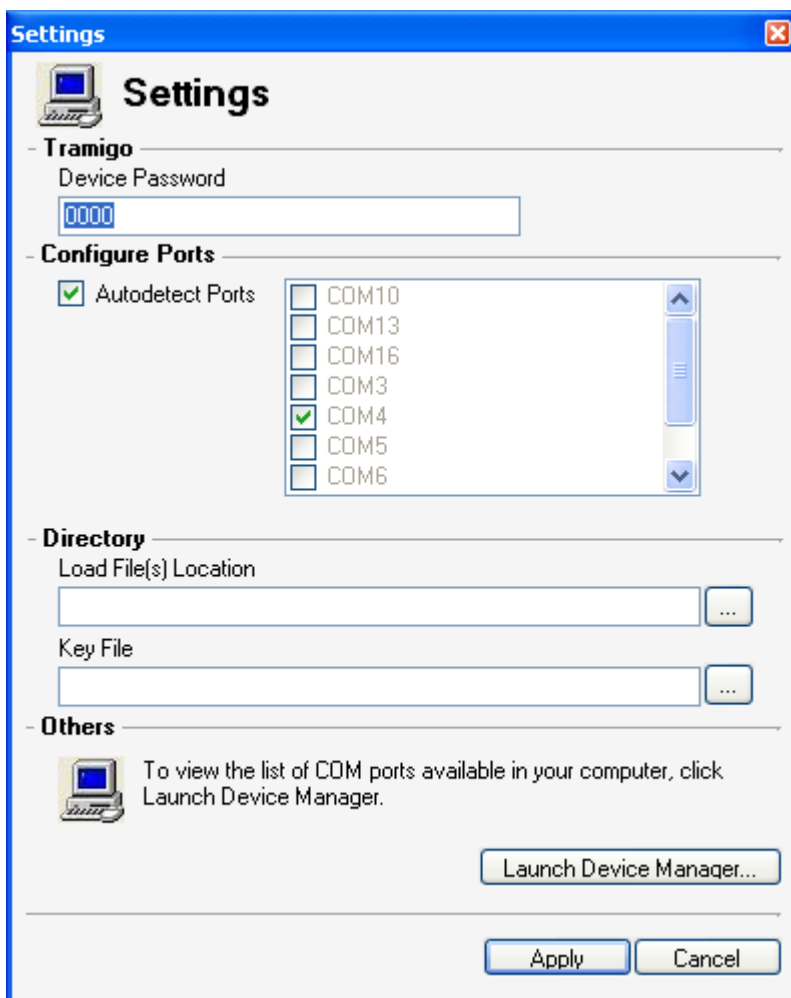 Settings
Settings
Tramigo
Device Password
0000
Configure Ports
Autodetect Ports
COM10
COM13
COM16
COM3
COM4
COM5
COM6
Directory
Load File(s) Location
...
Key File
...
Others
To view the list of COM ports available in your computer, click
Launch Device Manager.
Launch Device Manager...
Apply
Cancel